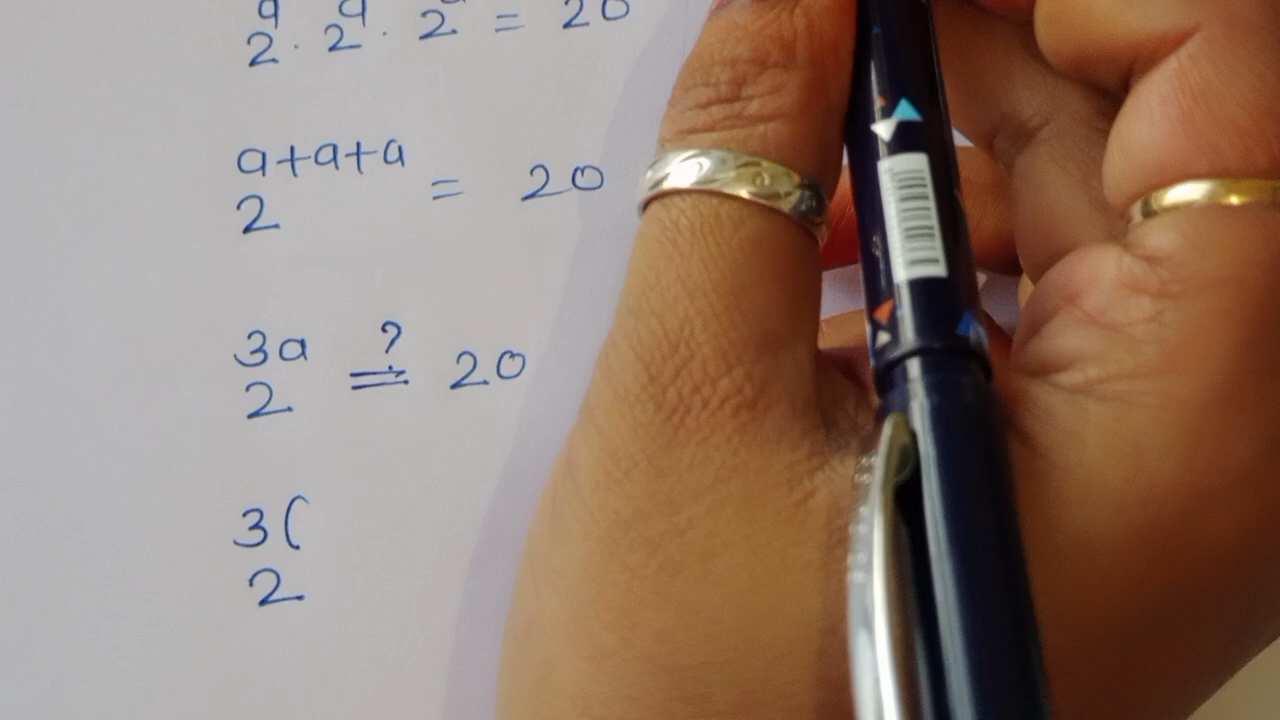 2^a · 2^a · 2^a = 20
2^(a+a+a) = 20
2^(3a) ?= 20
2^(3(